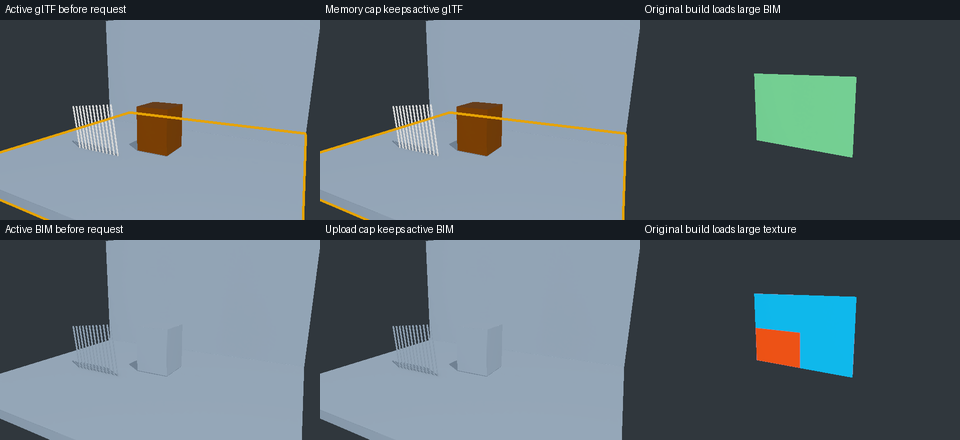 Active glTF before request
Memory cap keeps active glTF
Original build loads large BIM
Active BIM before request
Upload cap keeps active BIM
Original build loads large texture